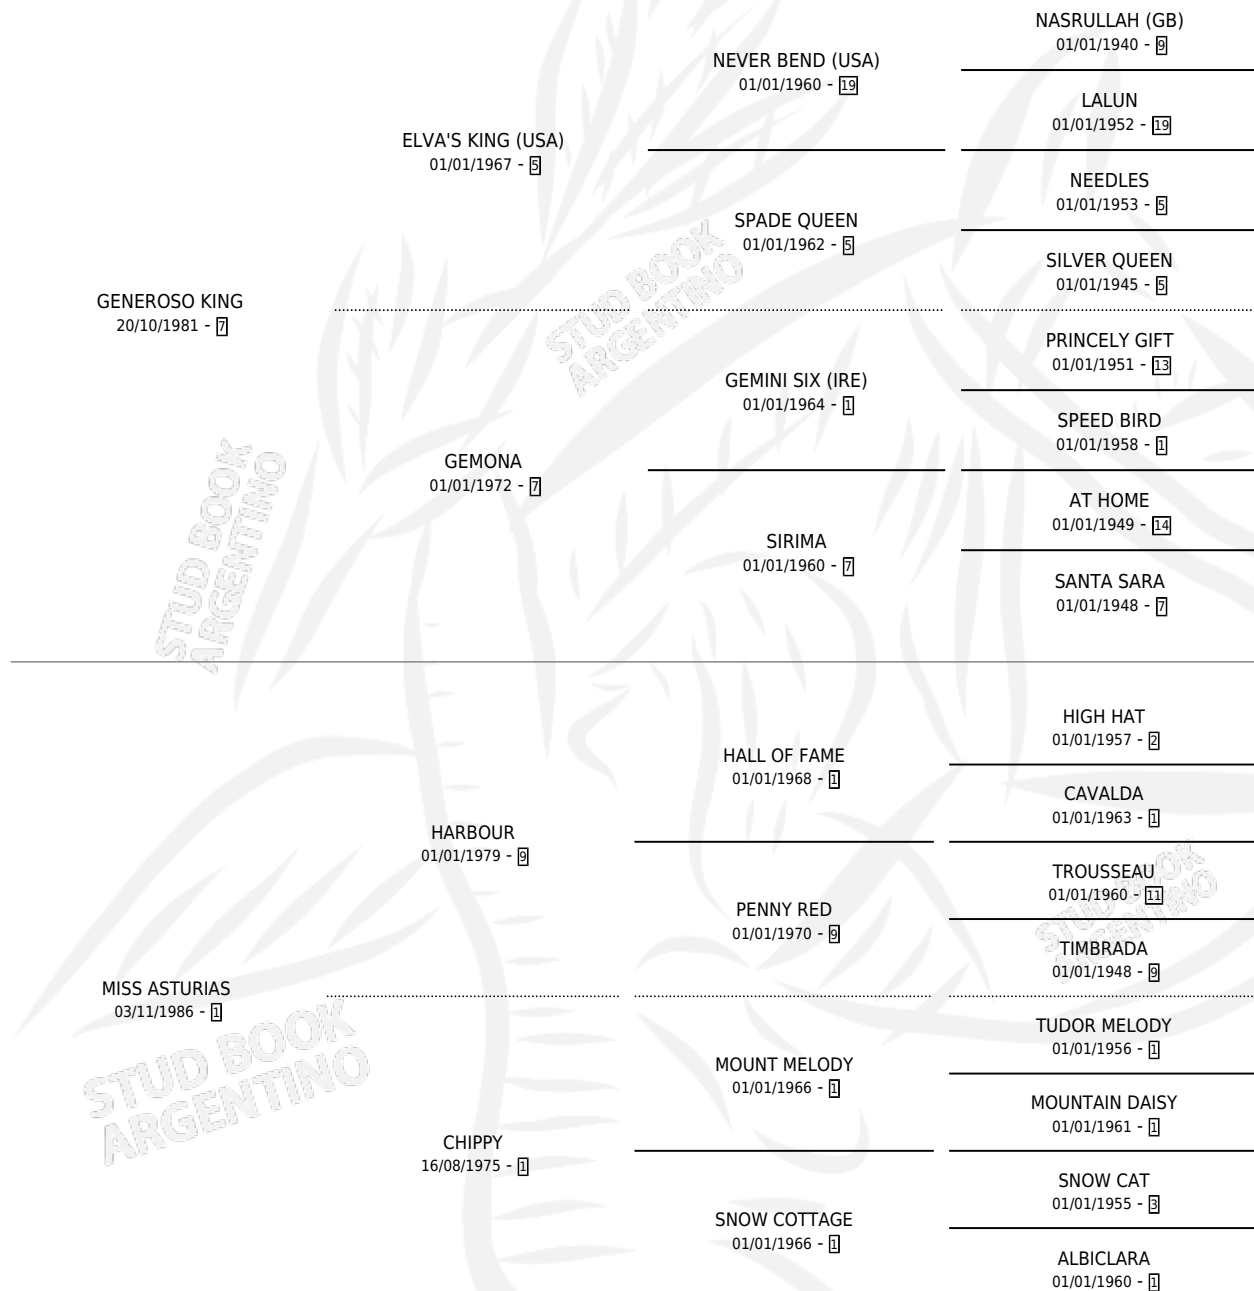 NASRULLAH (GB)
01/01/1940 - 9
NEVER BEND (USA)
01/01/1960 - 19
LALUN
01/01/1952 - 19
ELVA'S KING (USA)
01/01/1967 - 5
NEEDLES
01/01/1953 - 5
SPADE QUEEN
01/01/1962 - 5
SILVER QUEEN
01/01/1945 - 5
GENEROSO KING
20/10/1981 - 7
PRINCELY GIFT
01/01/1951 - 13
GEMINI SIX (IRE)
01/01/1964 - 1
SPEED BIRD
01/01/1958 - 1
GEMONA
01/01/1972 - 7
AT HOME
01/01/1949 - 14
SIRIMA
01/01/1960 - 7
SANTA SARA
01/01/1948 - 7
HIGH HAT
01/01/1957 - 2
HALL OF FAME
01/01/1968 - 1
CAVALDA
01/01/1963 - 1
HARBOUR
01/01/1979 - 9
TROUSSEAU
01/01/1960 - 11
PENNY RED
01/01/1970 - 9
TIMBRADA
01/01/1948 - 9
MISS ASTURIAS
03/11/1986 - 1
TUDOR MELODY
01/01/1956 - 1
MOUNT MELODY
01/01/1966 - 1
MOUNTAIN DAISY
01/01/1961 - 1
CHIPPY
16/08/1975 - 1
SNOW CAT
01/01/1955 - 3
SNOW COTTAGE
01/01/1966 - 1
ALBICLARA
01/01/1960 - 1
STUD BOOK
ARGENTINO
STUD BOOK
ARGENTINO
STUD BOOK
ARGENTINO
STUD BOOK
ARGENTINO